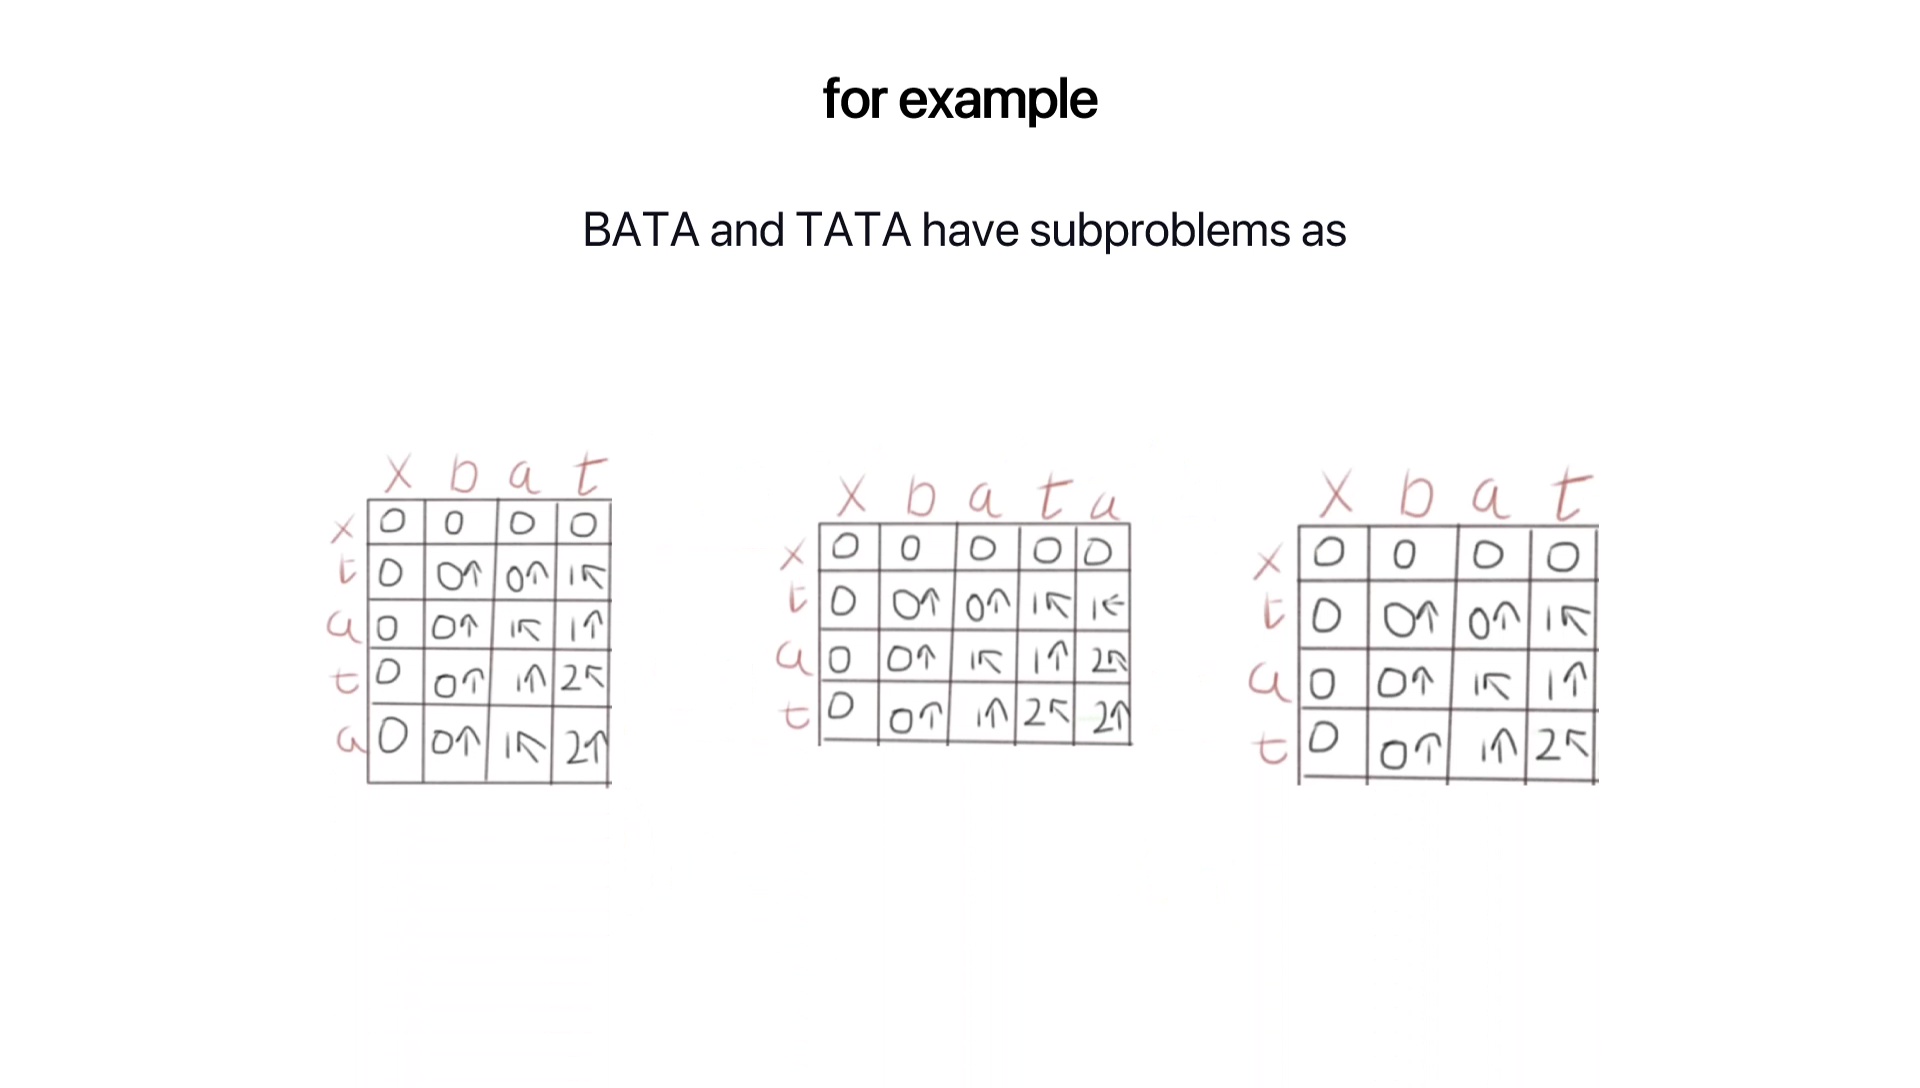 for example
BATA and TATA have subproblems as
x b a t
x 0 0 0 0
t 0 0↑ 0↑ 1↖
a 0 0↑ 1↖ 1↑
t 0 0↑ 1↑ 2↖
a 0 0↑ 1↖ 2↑
x b a t a
x 0 0 0 0 0
t 0 0↑ 0↑ 1↖ 1←
a 0 0↑ 1↖ 1↑ 2↖
t 0 0↑ 1↑ 2↖ 2↑
x b a t
x 0 0 0 0
t 0 0↑ 0↑ 1↖
a 0 0↑ 1↖ 1↑
t 0 0↑ 1↑ 2↖